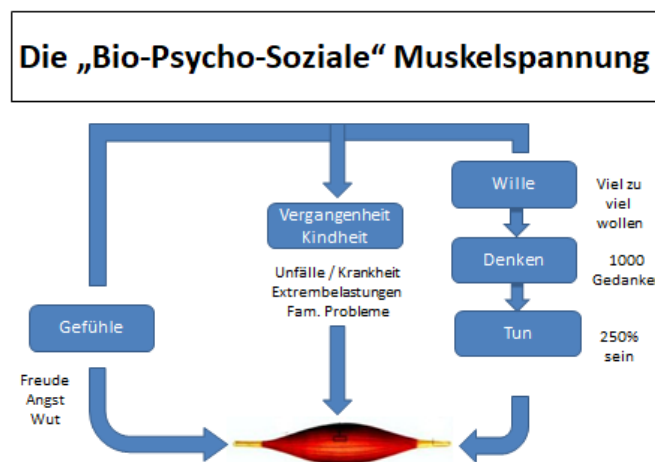 Die „Bio-Psycho-Soziale“ Muskelspannung
Wille
Viel zu
viel
wollen
Vergangenheit
Kindheit
Denken
1000
Gedanke
Unfälle / Krankheit
Extrembelastungen
Fam. Probleme
Gefühle
Tun
250%
sein
Freude
Angst
Wut